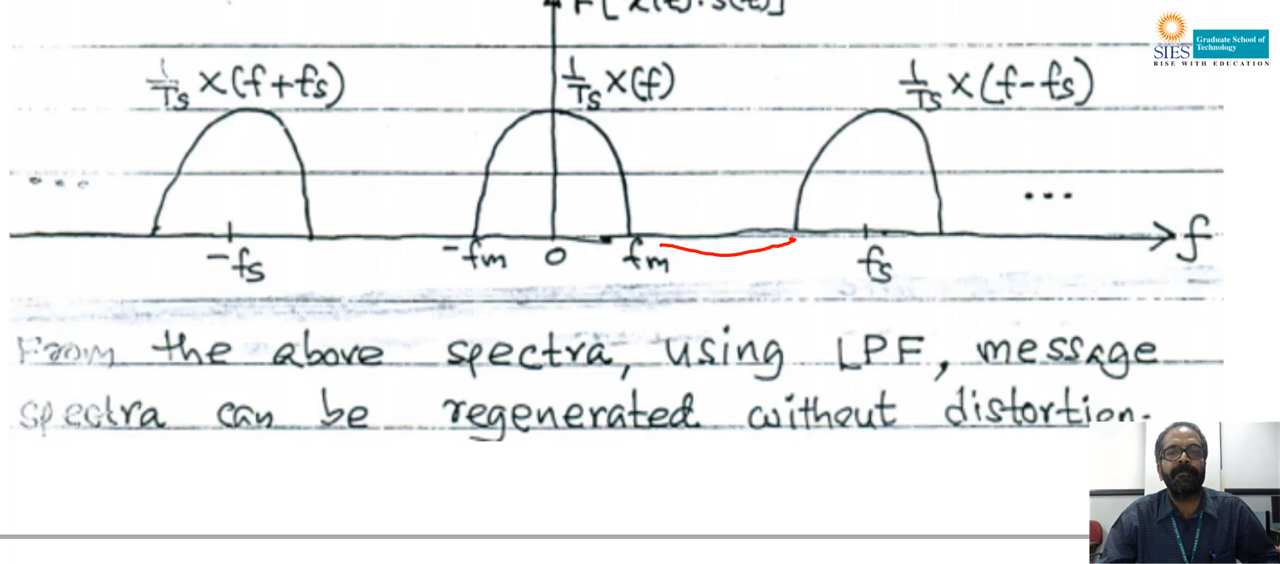 F[x(t).s(t)]
SIES Graduate School of Technology
RISE WITH EDUCATION
1/Ts X(f+fs) 1/Ts X(f) 1/Ts X(f-fs)
... ...
-fs -fm 0 fm fs f
From the above spectra, using LPF, message
spectra can be regenerated without distortion.